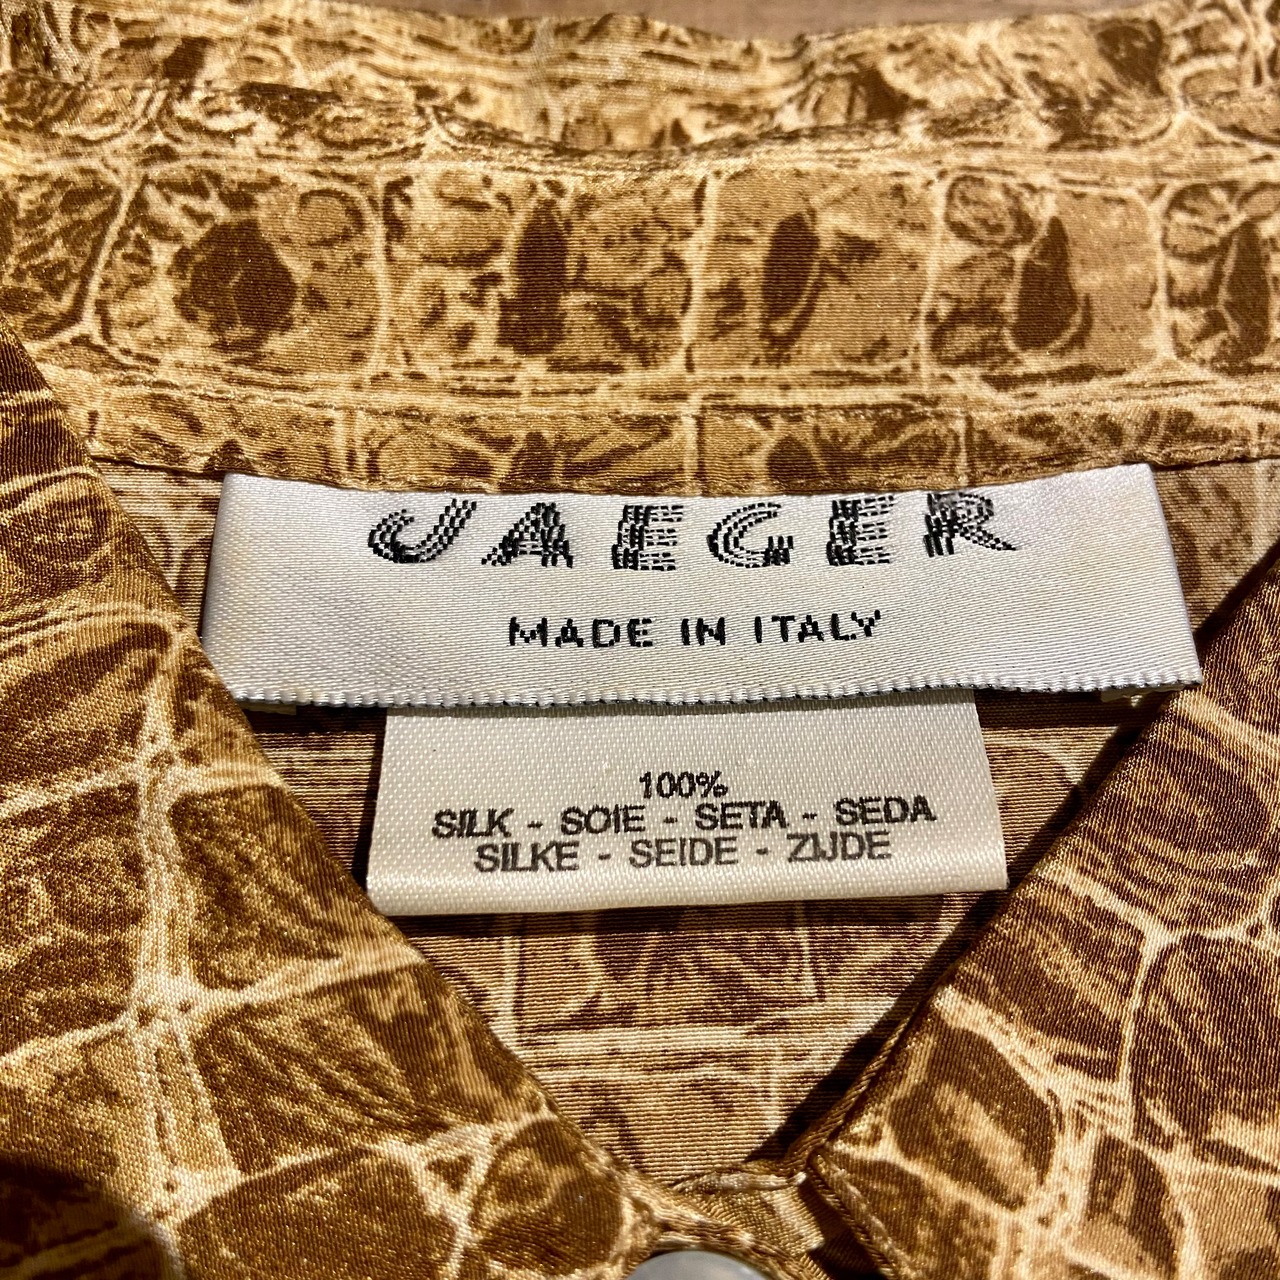 JAEGER
MADE IN ITALY
100%
SILK - SOIE - SETA - SEDA
SILKE - SEIDE - ZIJDE